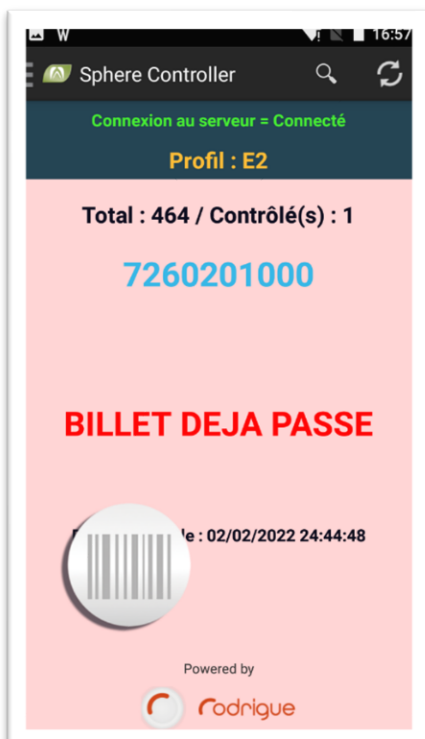 W 16:57
Sphere Controller
Connexion au serveur = Connecté
Profil : E2
Total : 464 / Contrôlé(s) : 1
7260201000
BILLET DEJA PASSE
le : 02/02/2022 24:44:48
Powered by
rodrigue